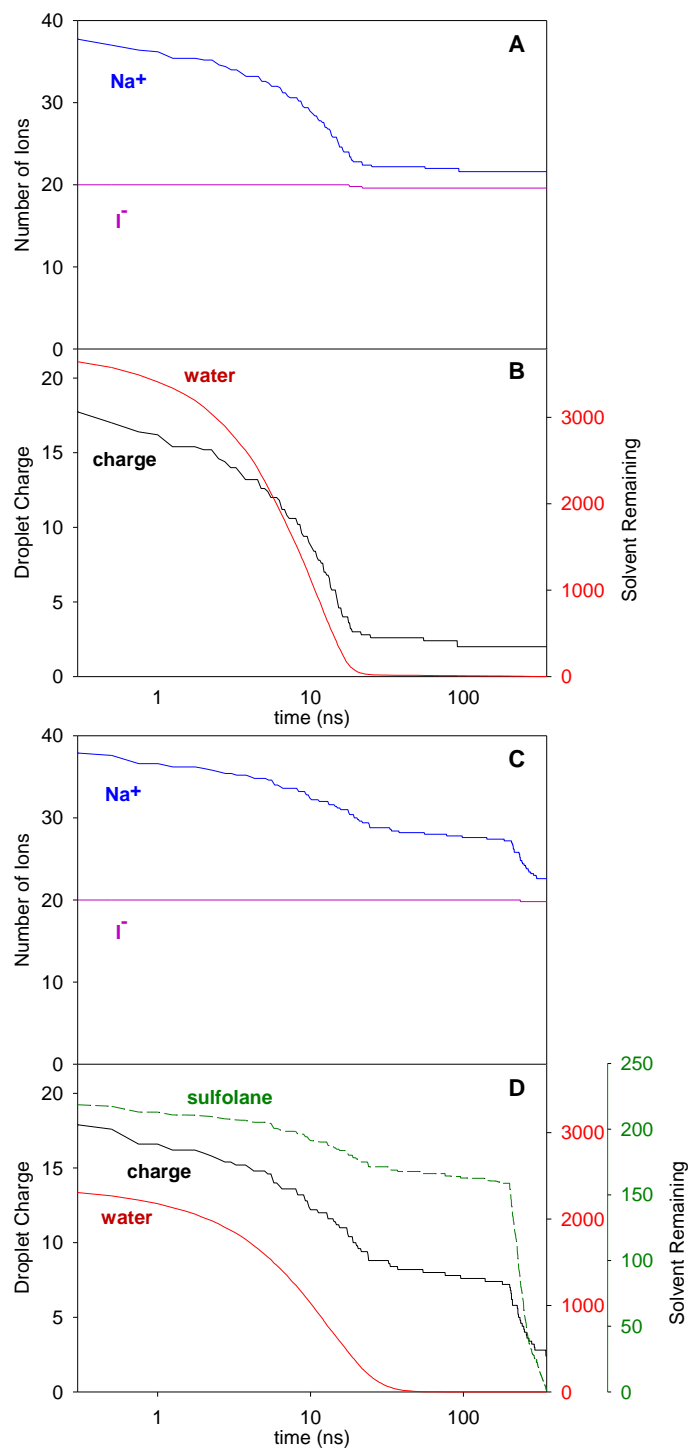 A
40
Na+
30
Number of Ions
20
I-
10
0
B
water
20
3000
charge
15
Droplet Charge
2000
Solvent Remaining
10
1000
5
0
0
1
10
100
time (ns)
40
C
Na+
30
Number of Ions
20
I-
10
0
250
D
sulfolane
20
3000
200
charge
15
water
2000
150
Droplet Charge
Solvent Remaining
10
100
1000
5
50
0
0
0
1
10
100
time (ns)